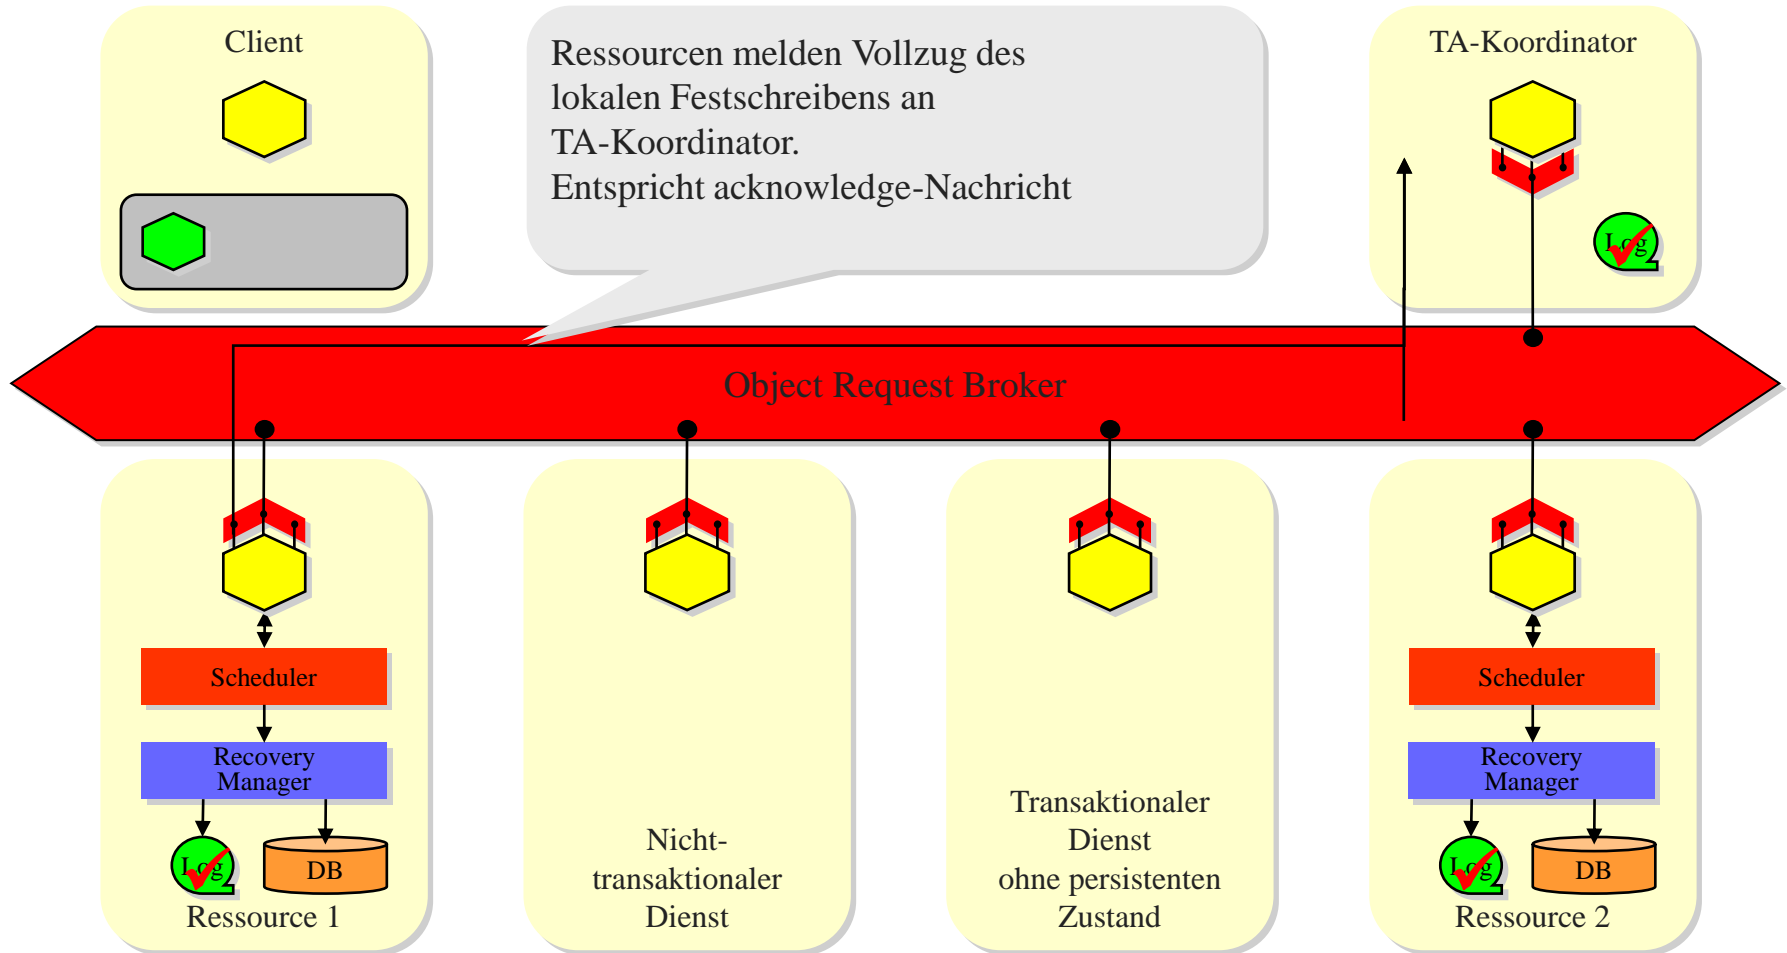 Client
Ressourcen melden Vollzug des
lokalen Festschreibens an
TA-Koordinator.
Entspricht acknowledge-Nachricht
TA-Koordinator
Log
Object Request Broker
Scheduler
Recovery
Manager
Log
DB
Ressource 1
Nicht-
transaktionaler
Dienst
Transaktionaler
Dienst
ohne persistenten
Zustand
Scheduler
Recovery
Manager
Log
DB
Ressource 2